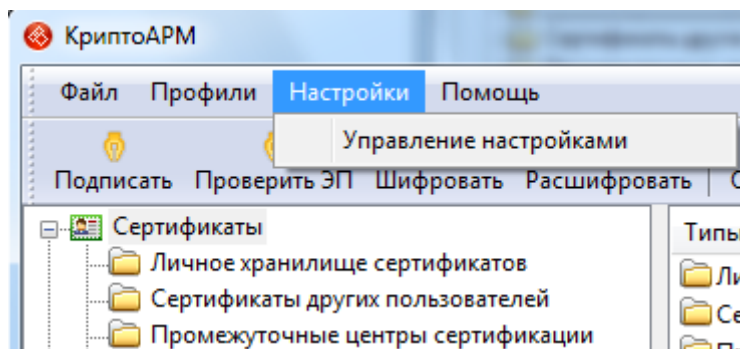 КриптоАРМ
Файл Профили Настройки Помощь
Управление настройками
Подписать Проверить ЭП Шифровать Расшифровать
Сертификаты
Типы
Личное хранилище сертификатов
Сертификаты других пользователей
Промежуточные центры сертификации